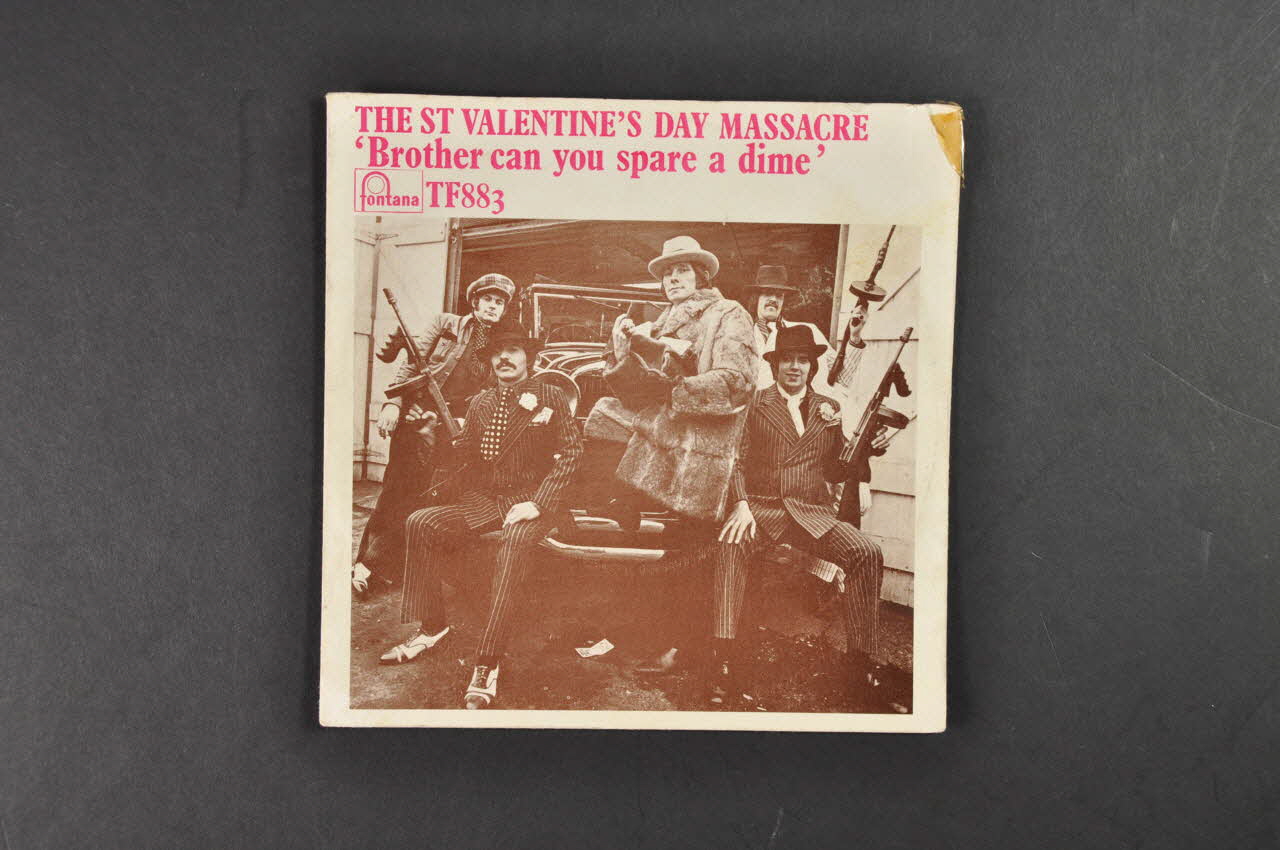 THE ST VALENTINE'S DAY MASSACRE
‘Brother can you spare a dime’
fontana TF883